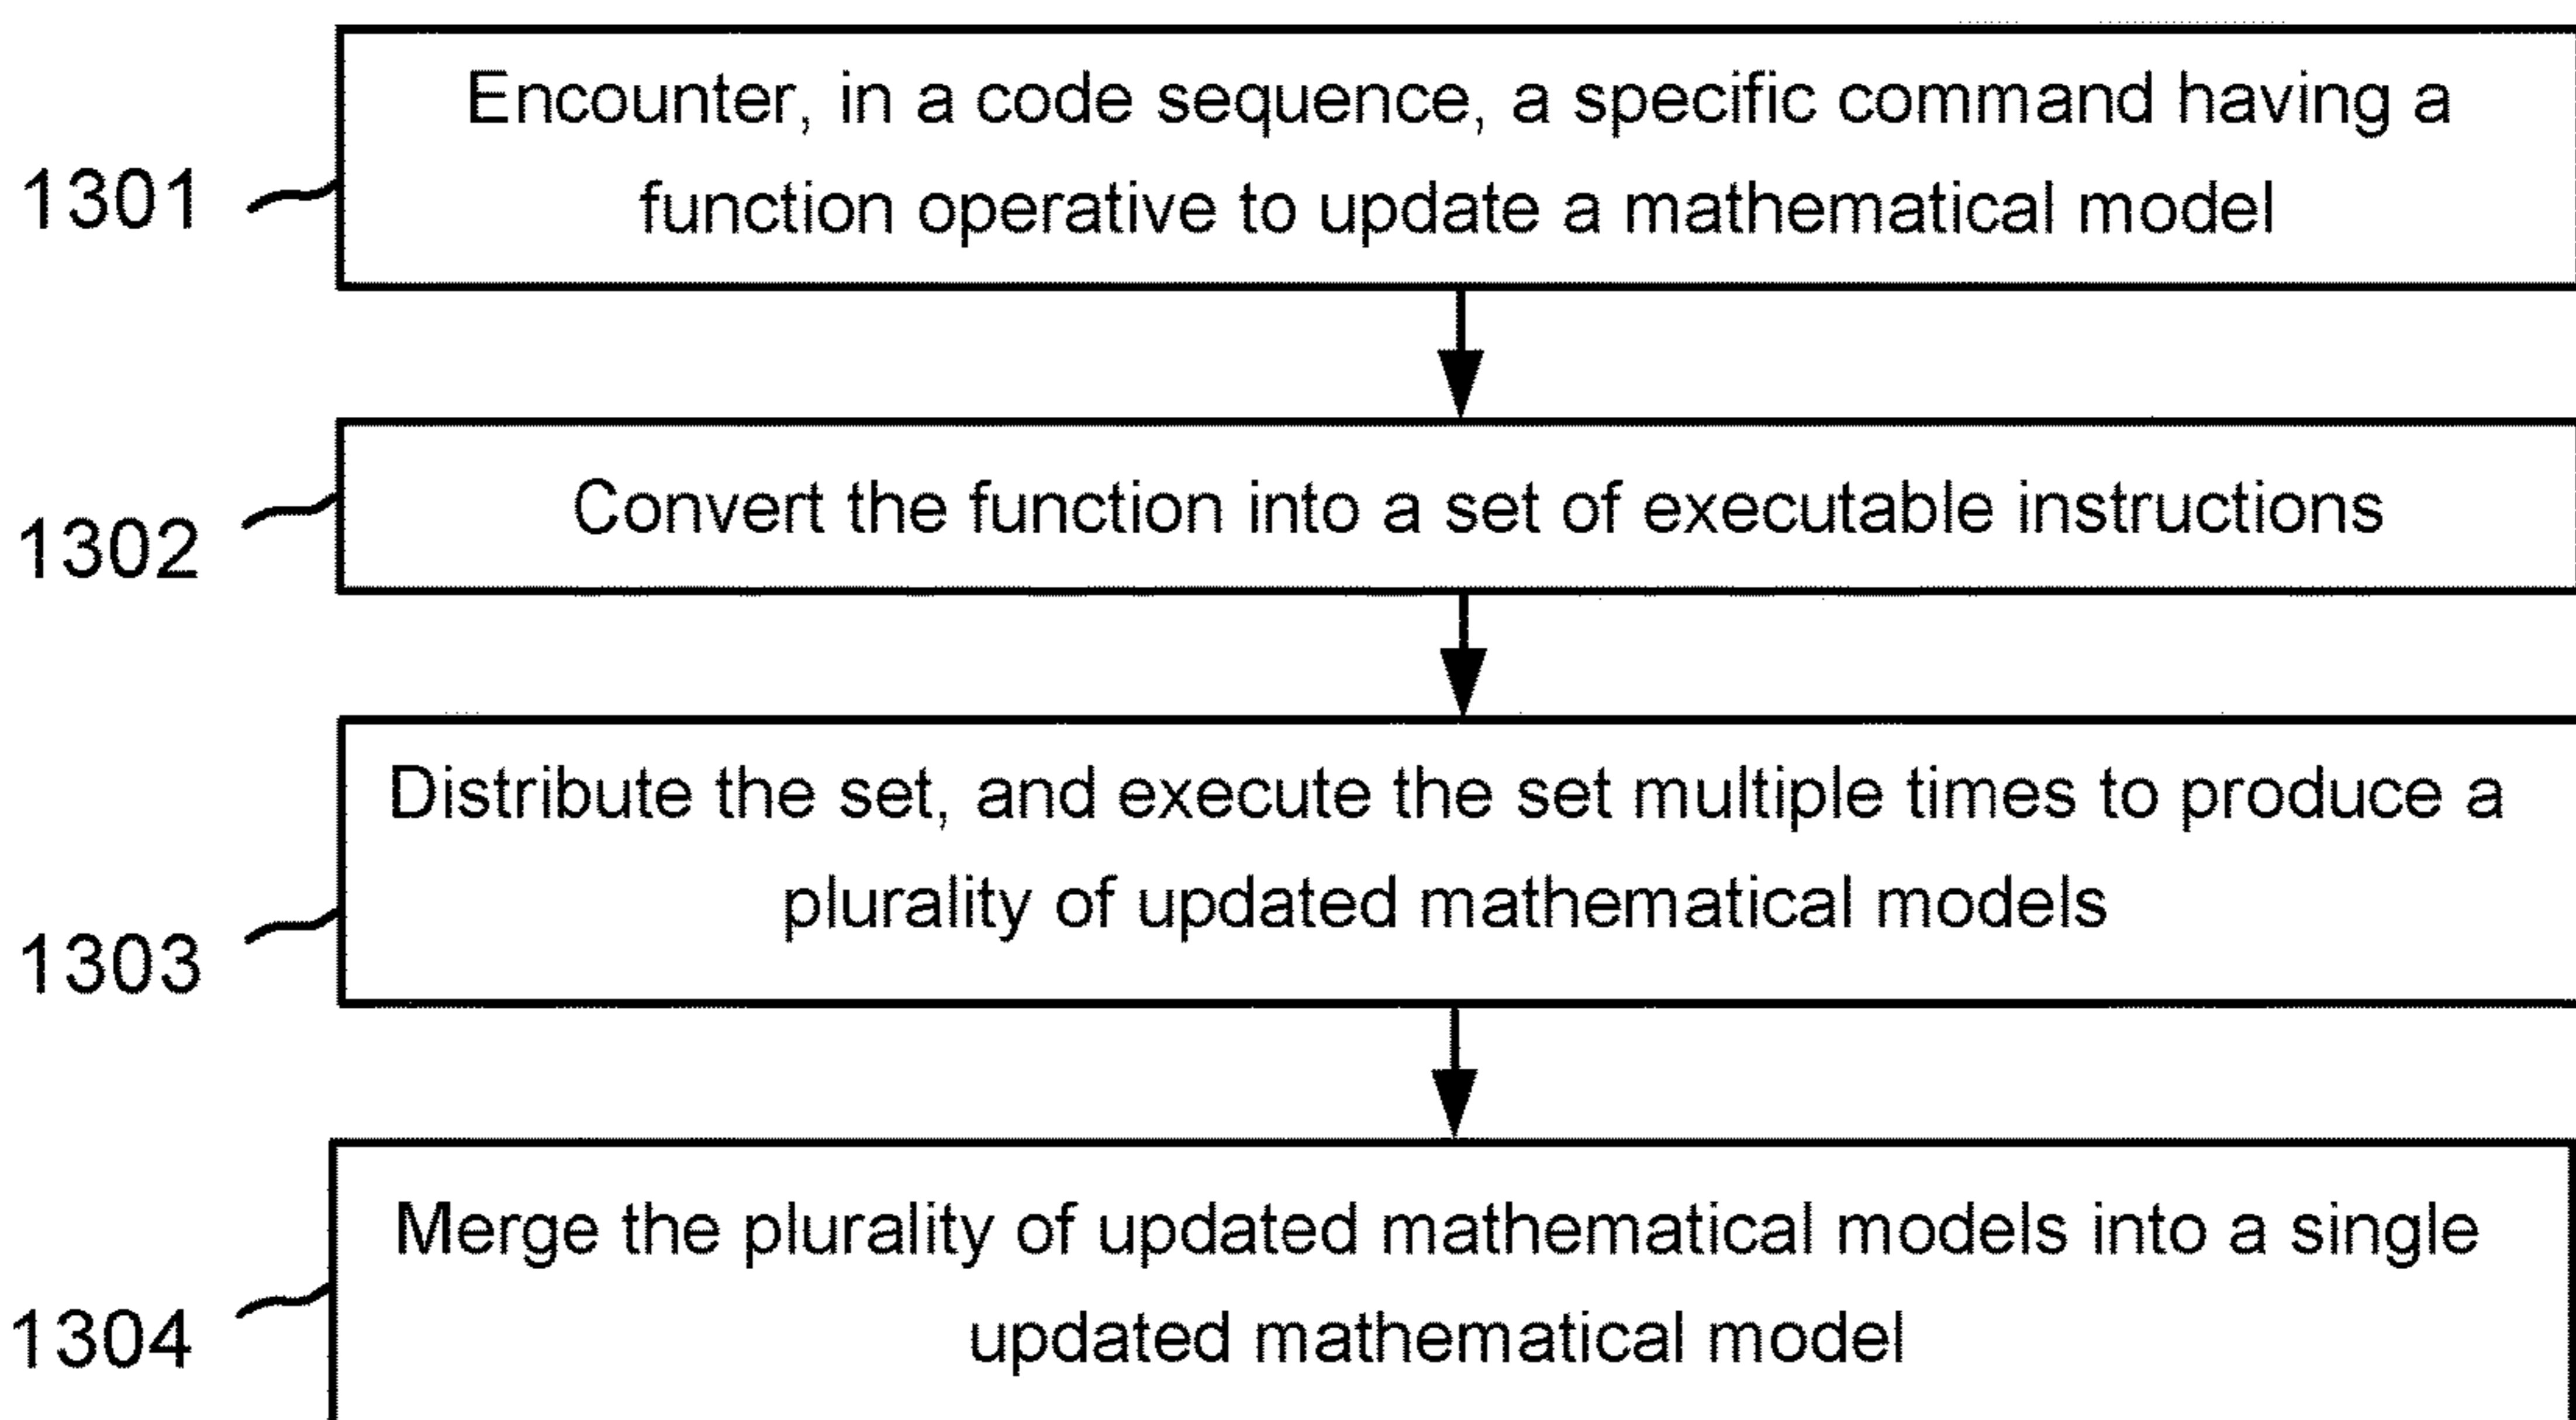 Encounter, in a code sequence, a specific command having a
function operative to update a mathematical model
1301
Convert the function into a set of executable instructions
1302
Distribute the set, and execute the set multiple times to produce a
plurality of updated mathematical models
1303
Merge the plurality of updated mathematical models into a single
updated mathematical model
1304